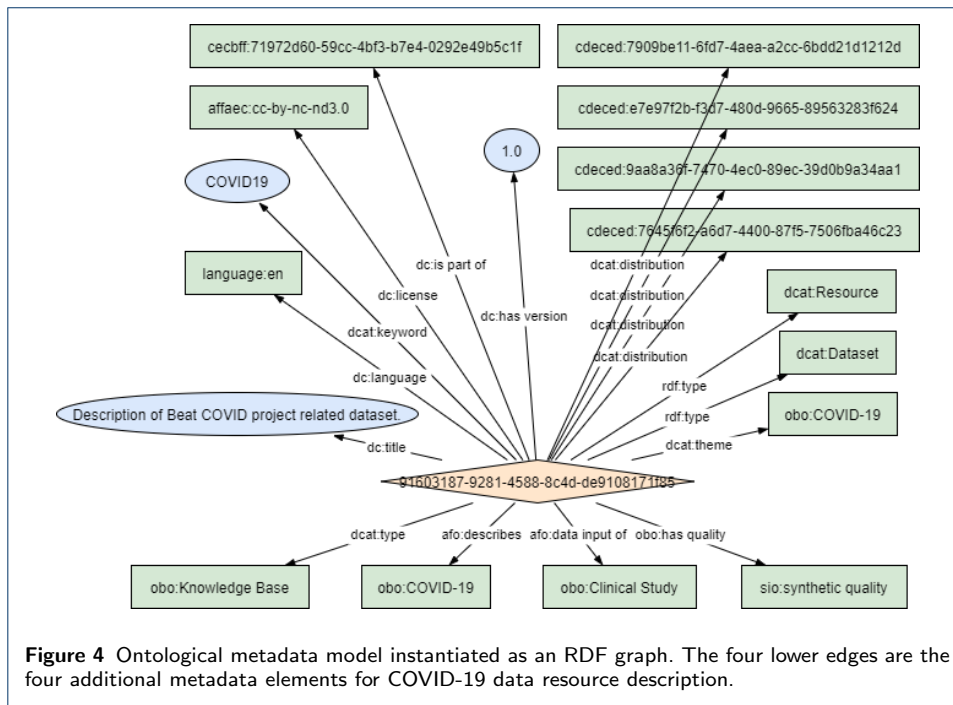 cecbff:71972d60-59cc-4bf3-b7e4-0292e49b5c1f
cdeced:7909be11-6fd7-4aea-a2cc-6bdd21d1212d
affaec:cc-by-nc-nd3.0
cdeced:e7e97f2b-f3d7-480d-9665-89563283f624
1.0
COVID19
cdeced:9aa8a36f-7470-4ec0-89ec-39d0b9a34aa1
cdeced:7645f6f2-a6d7-4400-87f5-7506fba46c23
language:en
dc:is part of
dcat:distribution
dc:license
dcat:distribution
dcat:Resource
dc:has version
dcat:keyword
dcat:distribution
dcat:Dataset
dc:language
dcat:distribution
rdf:type
Description of Beat COVID project related dataset.
rdf:type
obo:COVID-19
dc:title
dcat:theme
91603187-9281-4588-8c4d-de9108171f85
dcat:type
afo:describes
afo:data input of
obo:has quality
obo:Knowledge Base
obo:COVID-19
obo:Clinical Study
sio:synthetic quality
Figure 4 Ontological metadata model instantiated as an RDF graph. The four lower edges are the
four additional metadata elements for COVID-19 data resource description.